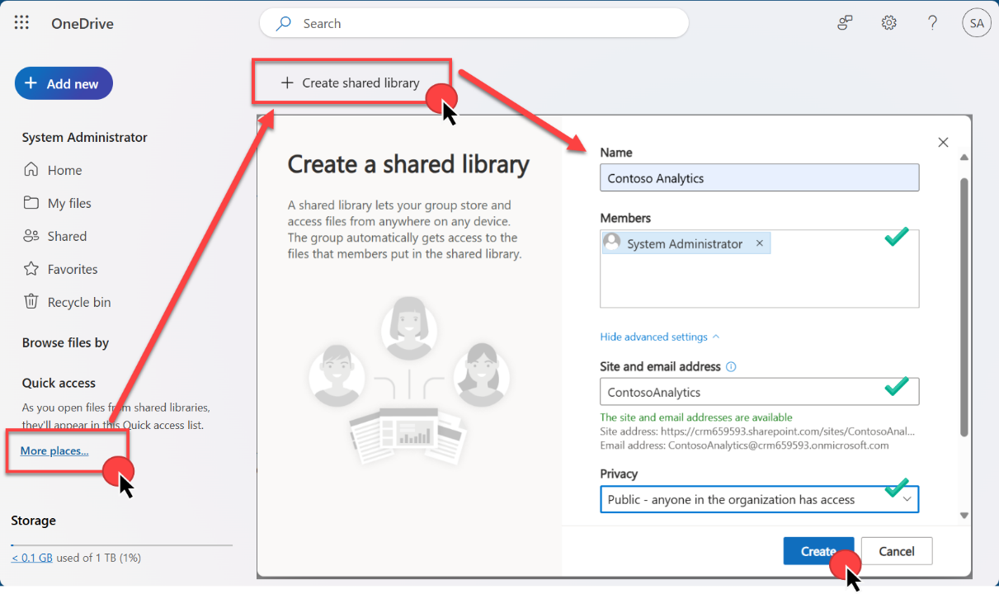 OneDrive
Search
SA
Add new
Create shared library
System Administrator
Home
My files
Shared
Favorites
Recycle bin
Browse files by
Quick access
As you open files from shared libraries,
they'll appear in this Quick access list.
More places...
Storage
< 0.1 GB used of 1 TB (1%)
Create a shared library
A shared library lets your group store and
access files from anywhere on any device.
The group automatically gets access to the
files that members put in the shared library.
Name
Contoso Analytics
Members
System Administrator
Hide advanced settings
Site and email address
ContosoAnalytics
The site and email addresses are available
Site address: https://crm659593.sharepoint.com/sites/ContosoAnal...
Email address: ContosoAnalytics@crm659593.onmicrosoft.com
Privacy
Public - anyone in the organization has access
Create
Cancel